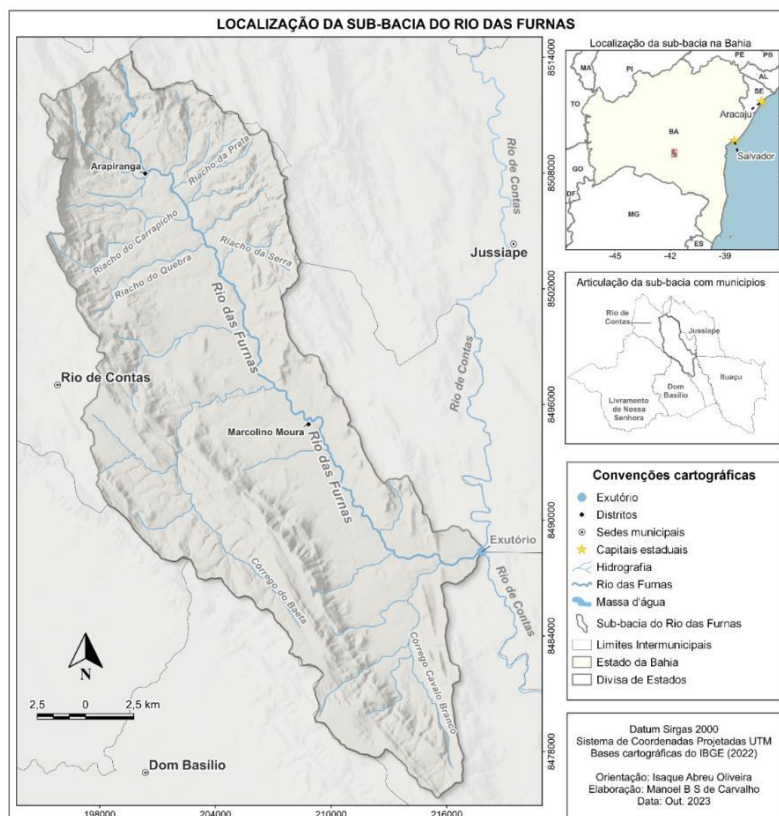 LOCALIZAÇÃO DA SUB-BACIA DO RIO DAS FURNAS
Arapiranga
Riacho da Prata
Riacho do Carrapicho
Riacho do Quebra
Riacho da Serra
Rio das Furnas
Rio de Contas
Marcolino Moura
Rio das Furnas
Córrego do Baeta
Córrego Cavalo Branco
Exutório
Rio de Contas
Jussiape
Rio de Contas
Rio de Contas
Dom Basílio
N
2,5 0 2,5 km
198000 204000 210000 216000
8514000
8508000
8502000
8496000
8490000
8484000
8478000
Localização da sub-bacia na Bahia
MA
PI
PE
PB
AL
SE
TO
Aracaju
BA
Salvador
GO
DF
MG
ES
-45 -42 -39
Articulação da sub-bacia com municípios
Rio de
Contas
Jussiape
Ituaçu
Dom
Basílio
Livramento
de Nossa
Senhora
Convenções cartográficas
Exutório
Distritos
Sedes municipais
Capitais estaduais
Hidrografia
Rio das Furnas
Massa d'água
Sub-bacia do Rio das Furnas
Limites Intermunicipais
Estado da Bahia
Divisa de Estados
Datum Sirgas 2000
Sistema de Coordenadas Projetadas UTM
Bases cartográficas do IBGE (2022)
Orientação: Isaque Abreu Oliveira
Elaboração: Manoel B S de Carvalho
Data: Out. 2023